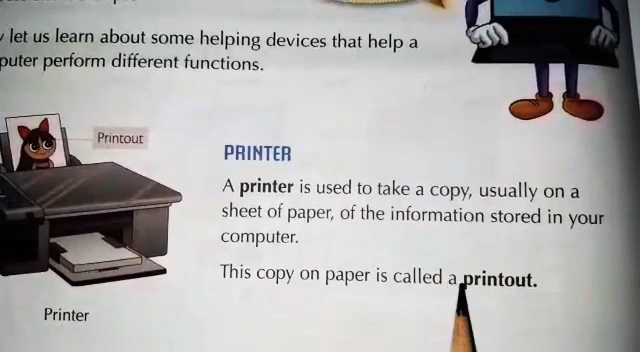 let us learn about some helping devices that help a
puter perform different functions.
Printout
PRINTER
A printer is used to take a copy, usually on a
sheet of paper, of the information stored in your
computer.
This copy on paper is called a printout.
Printer